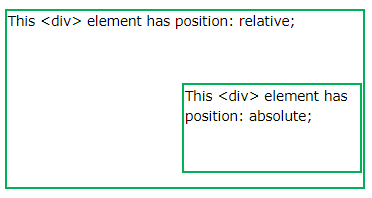 This <div> element has position: relative;
This <div> element has
position: absolute;